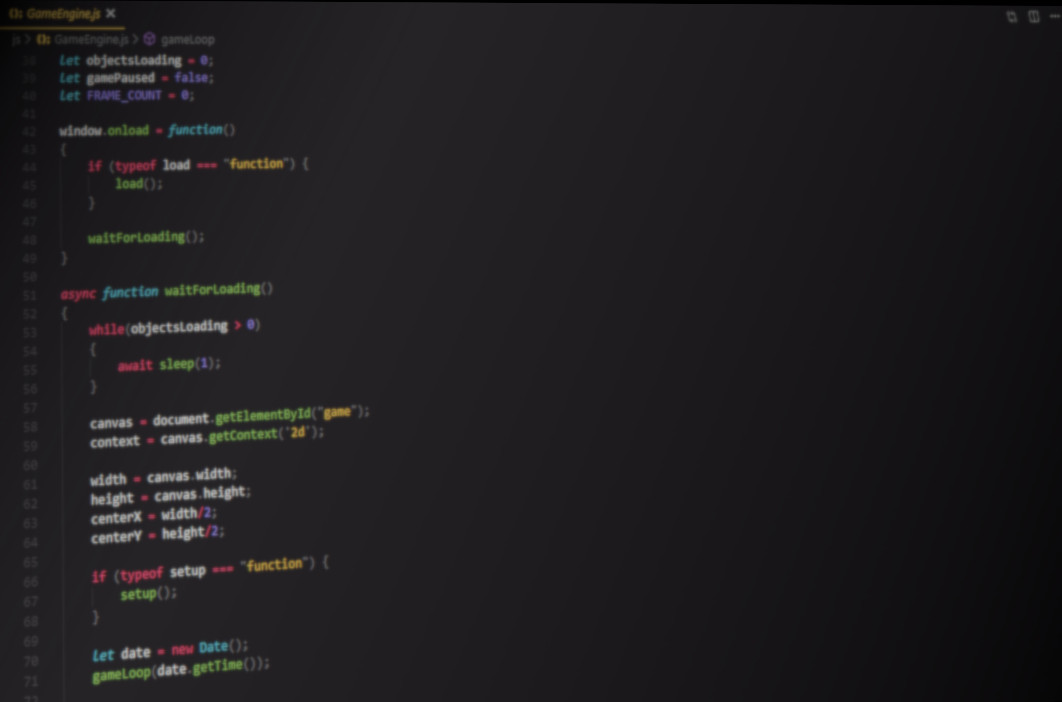 GameEngine.js ×
js > GameEngine.js > gameLoop
38 let objectsLoading = 0;
39 let gamePaused = false;
40 let FRAME_COUNT = 0;
41
42 window.onload = function()
43 {
44 if (typeof load === "function") {
45 load();
46 }
47
48 waitForLoading();
49 }
50
51 async function waitForLoading()
52 {
53 while(objectsLoading > 0)
54 {
55 await sleep(1);
56 }
57
58 canvas = document.getElementById("game");
59 context = canvas.getContext('2d');
60
61 width = canvas.width;
62 height = canvas.height;
63 centerX = width/2;
64 centerY = height/2;
65
66 if (typeof setup === "function") {
67 setup();
68 }
69
70 let date = new Date();
71 gameLoop(date.getTime());
72